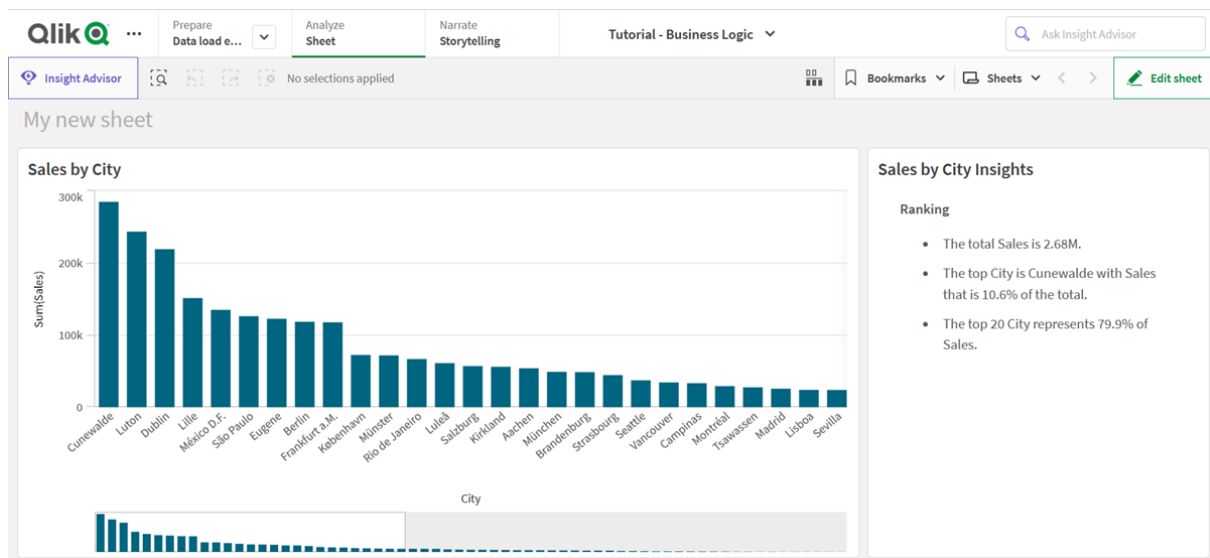 Qlik
Prepare
Data load e...
Analyze
Sheet
Narrate
Storytelling
Tutorial - Business Logic
Ask Insight Advisor
Insight Advisor
No selections applied
Bookmarks
Sheets
Edit sheet
My new sheet
Sales by City
300k
200k
100k
0
Sum(Sales)
Cunewalde
Luton
Dublin
Lille
México D.F.
São Paulo
Eugene
Berlin
Frankfurt a.M.
København
Münster
Rio de Janeiro
Luleå
Salzburg
Kirkland
Aachen
München
Brandenburg
Strasbourg
Seattle
Vancouver
Campinas
Montréal
Tsawassen
Madrid
Lisboa
Sevilla
City
Sales by City Insights
Ranking
• The total Sales is 2.68M.
• The top City is Cunewalde with Sales
that is 10.6% of the total.
• The top 20 City represents 79.9% of
Sales.